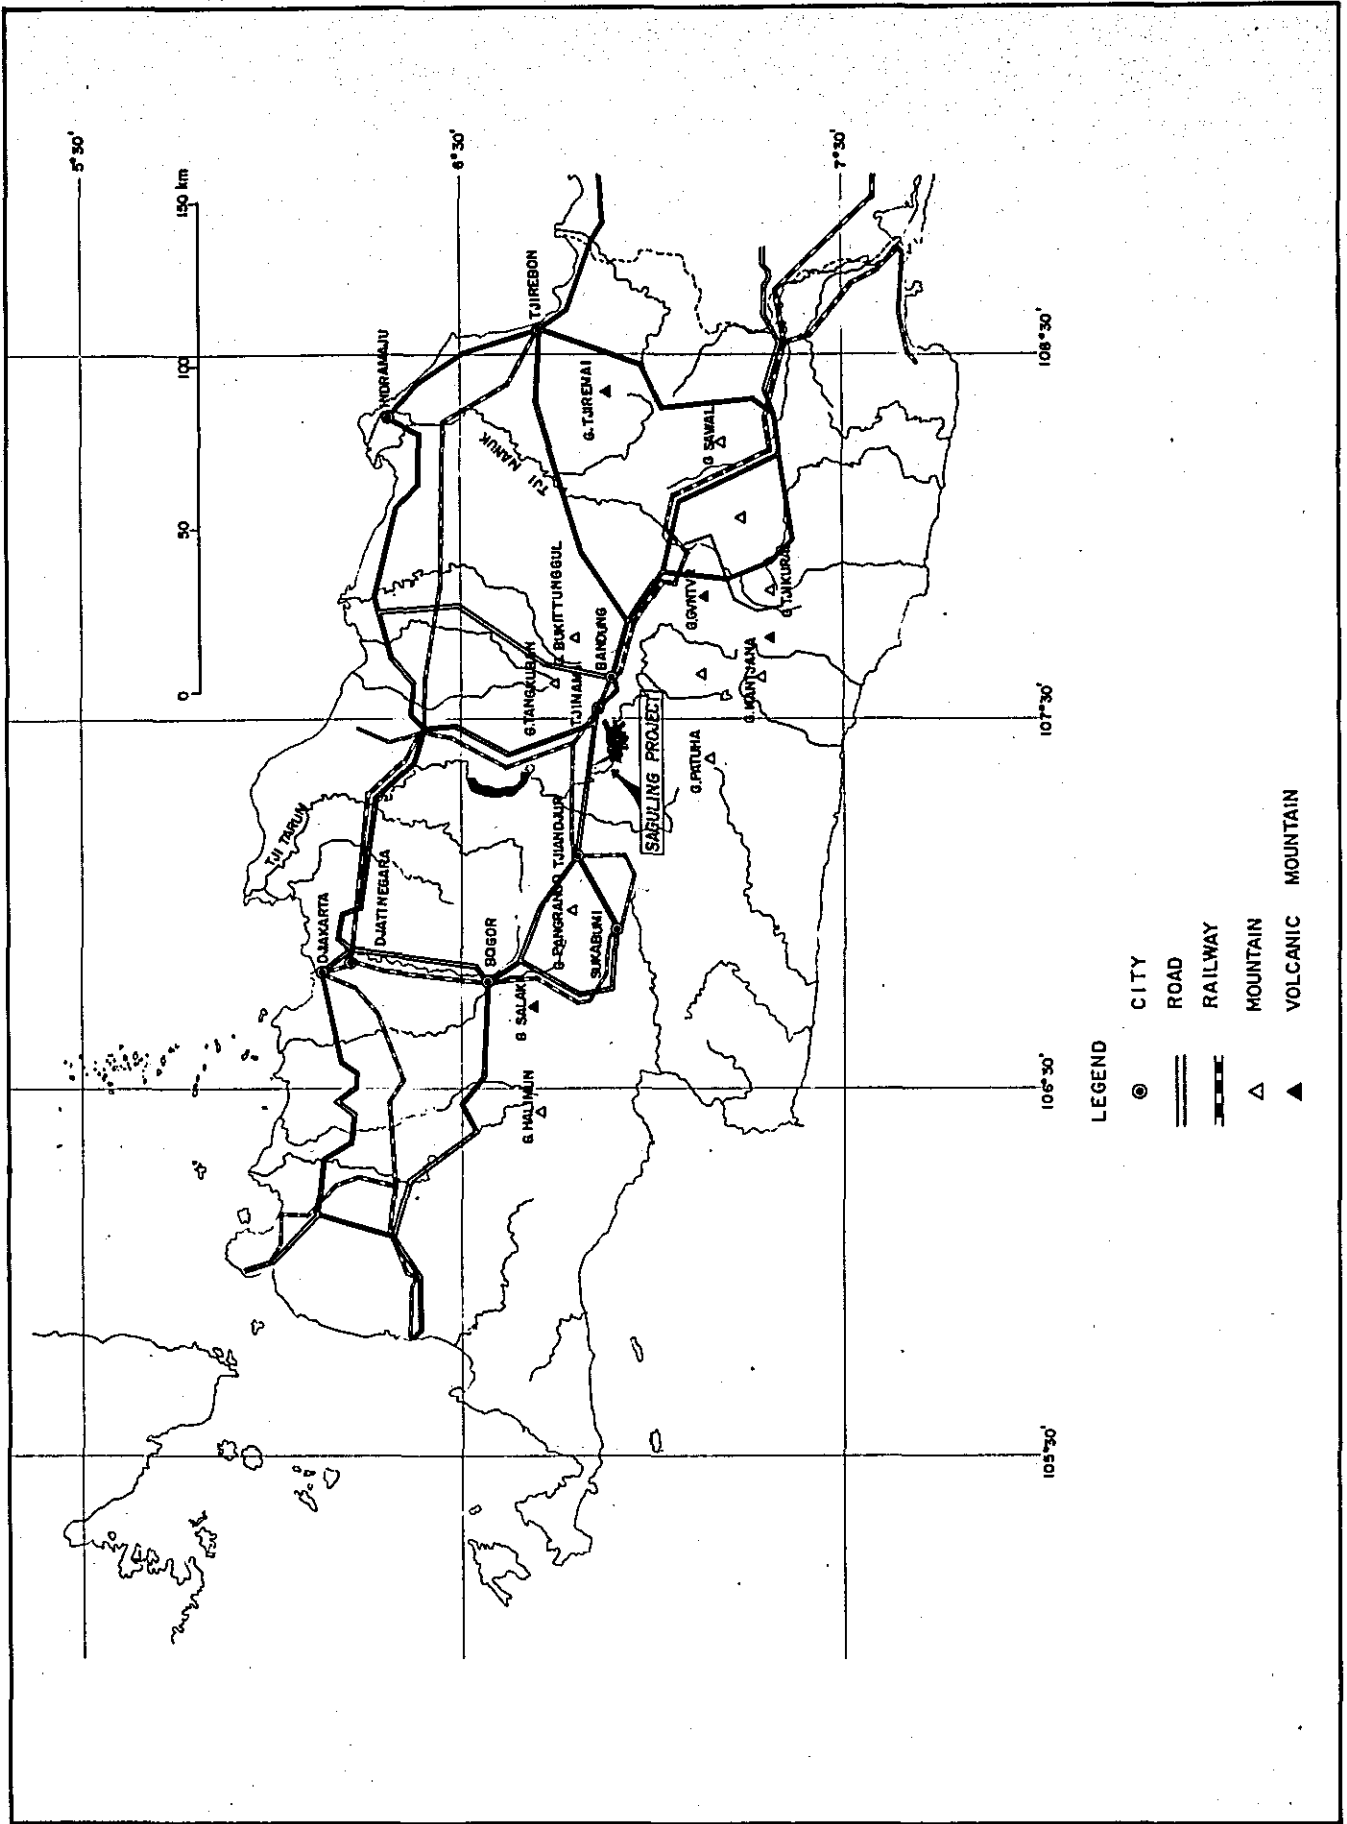 5°30'
6°30'
7°30'
0 50 100 150 km
INDRAMAJU
TJIREBON
TJI MANUK
G.TJIREMAI
G SAWAL
DJAKARTA
TJI TARUN
DJATINEGARA
BOGOR
G SALAK
G HALIMUN
G PANGRANGO
TJIANDJUR
SUKABUMI
G.TANGKUBAN
G BUKITTUNGGUL
TJIMAHI
BANDUNG
G.GUNTUR
G TJIKURAI
SAGULING PROJECT
G.PATUHA
105°30'
106°30'
107°30'
108°30'
LEGEND
CITY
ROAD
RAILWAY
MOUNTAIN
VOLCANIC MOUNTAIN